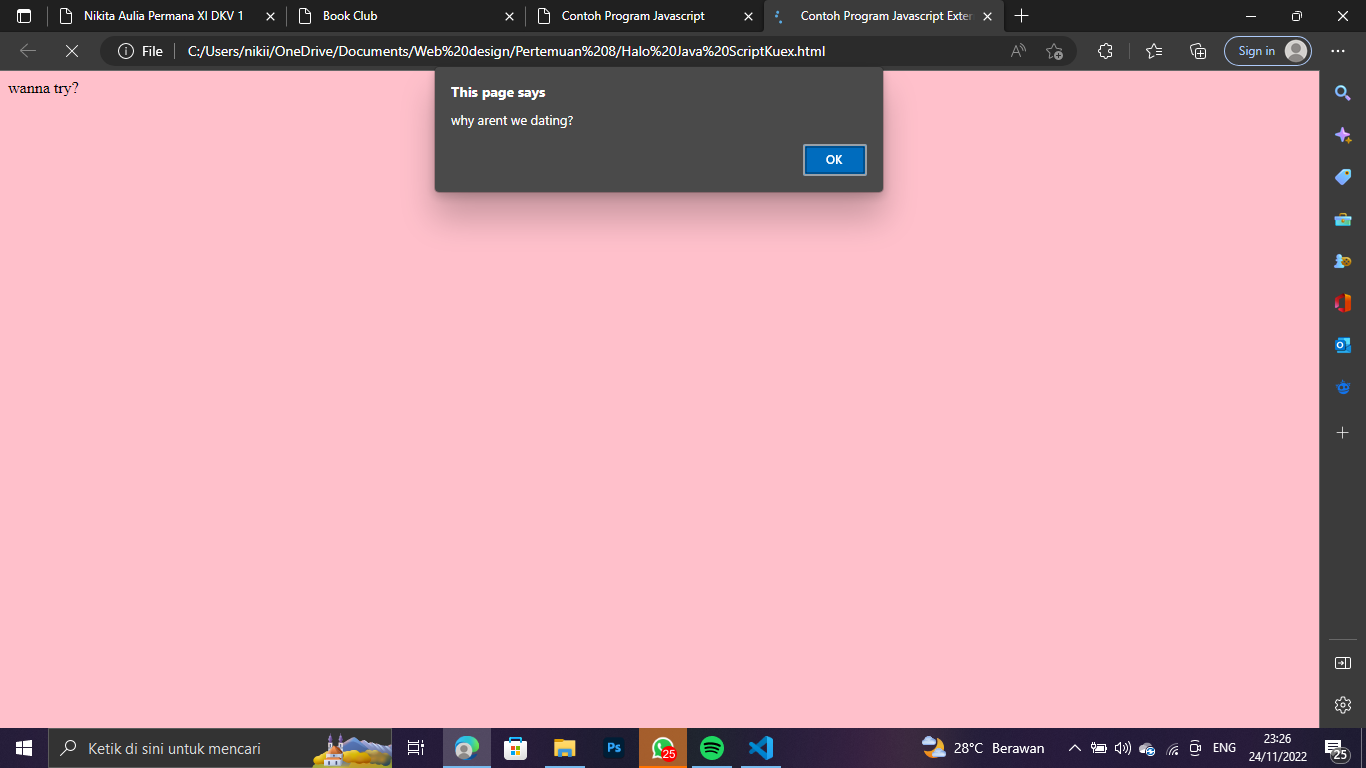 Nikita Aulia Permana XI DKV 1
Book Club
Contoh Program Javascript
Contoh Program Javascript Exter
File
C:/Users/nikii/OneDrive/Documents/Web%20design/Pertemuan%208/Halo%20Java%20ScriptKuex.html
Sign in
wanna try?
This page says
why arent we dating?
OK
Ketik di sini untuk mencari
Ps
25
28°C Berawan
ENG
23:26
24/11/2022
25